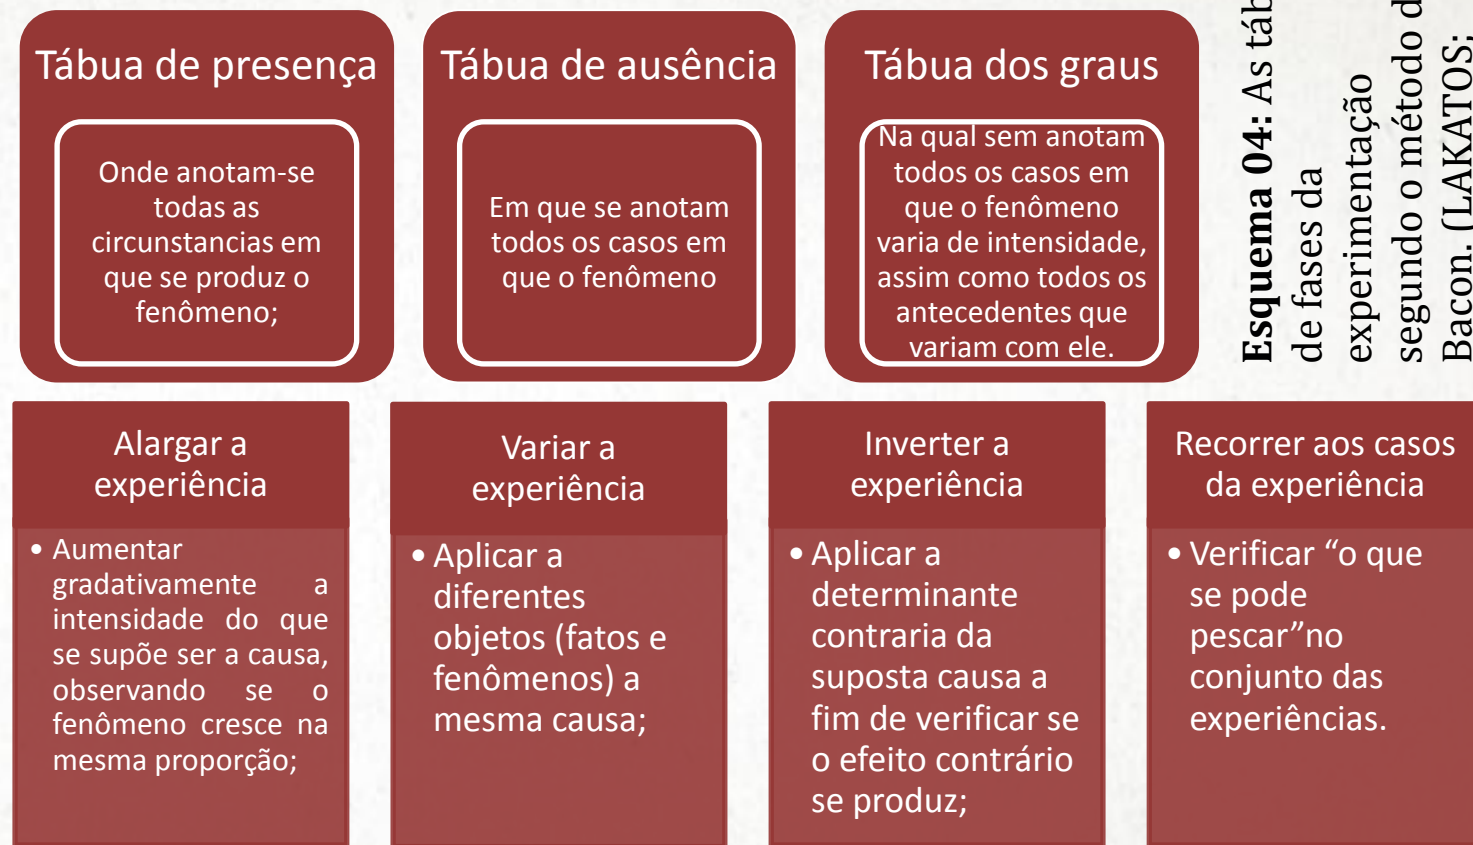 Tábua de presença
Onde anotam-se
todas as
circunstancias em
que se produz o
fenômeno;
Tábua de ausência
Em que se anotam
todos os casos em
que o fenômeno
Tábua dos graus
Na qual sem anotam
todos os casos em
que o fenômeno
varia de intensidade,
assim como todos os
antecedentes que
variam com ele.
Esquema 04: As
de fases da
experimentação
segundo o método
Bacon. (LAKATOS;
Alargar a
experiência
• Aumentar
gradativamente a
intensidade do que
se supõe ser a causa,
observando se o
fenômeno cresce na
mesma proporção;
Variar a
experiência
• Aplicar a
diferentes
objetos (fatos e
fenômenos) a
mesma causa;
Inverter a
experiência
• Aplicar a
determinante
contraria da
suposta causa a
fim de verificar se
o efeito contrário
se produz;
Recorrer aos casos
da experiência
• Verificar “o que
se pode
pescar”no
conjunto das
experiências.